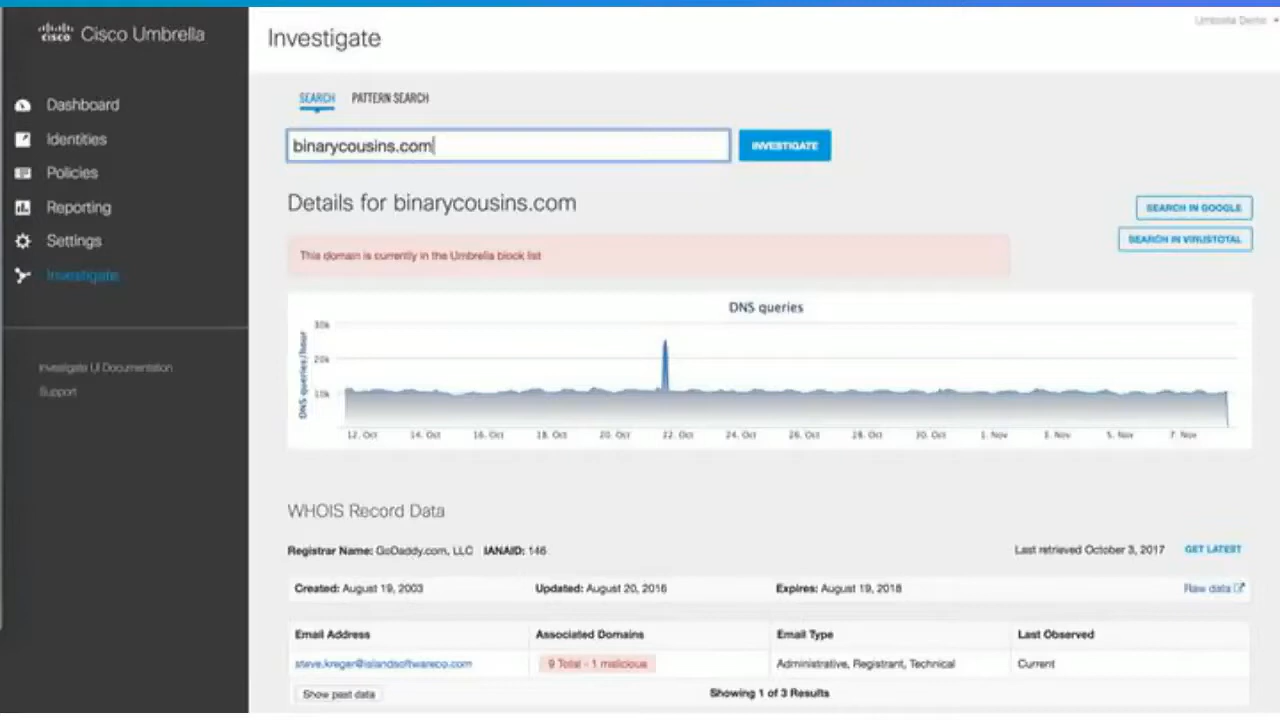 cisco Cisco Umbrella
Investigate
Umbrella Demo
Dashboard
Identities
Policies
Reporting
Settings
Investigate
Investigate UI Documentation
Support
SEARCH PATTERN SEARCH
binarycousins.com INVESTIGATE
Details for binarycousins.com
SEARCH IN GOOGLE
SEARCH IN VIRUSTOTAL
This domain is currently in the Umbrella block list
DNS queries
DNS queries/hour
30k
20k
10k
12. Oct 14. Oct 16. Oct 18. Oct 20. Oct 22. Oct 24. Oct 26. Oct 28. Oct 30. Oct 1. Nov 3. Nov 5. Nov 7. Nov
WHOIS Record Data
Registrar Name: GoDaddy.com, LLC IANAID: 146 Last retrieved October 3, 2017 GET LATEST
Created: August 19, 2003 Updated: August 20, 2016 Expires: August 19, 2018 Raw data
Email Address Associated Domains Email Type Last Observed
steve.kreger@islandsoftwareco.com 9 Total - 1 malicious Administrative, Registrant, Technical Current
Show past data Showing 1 of 3 Results